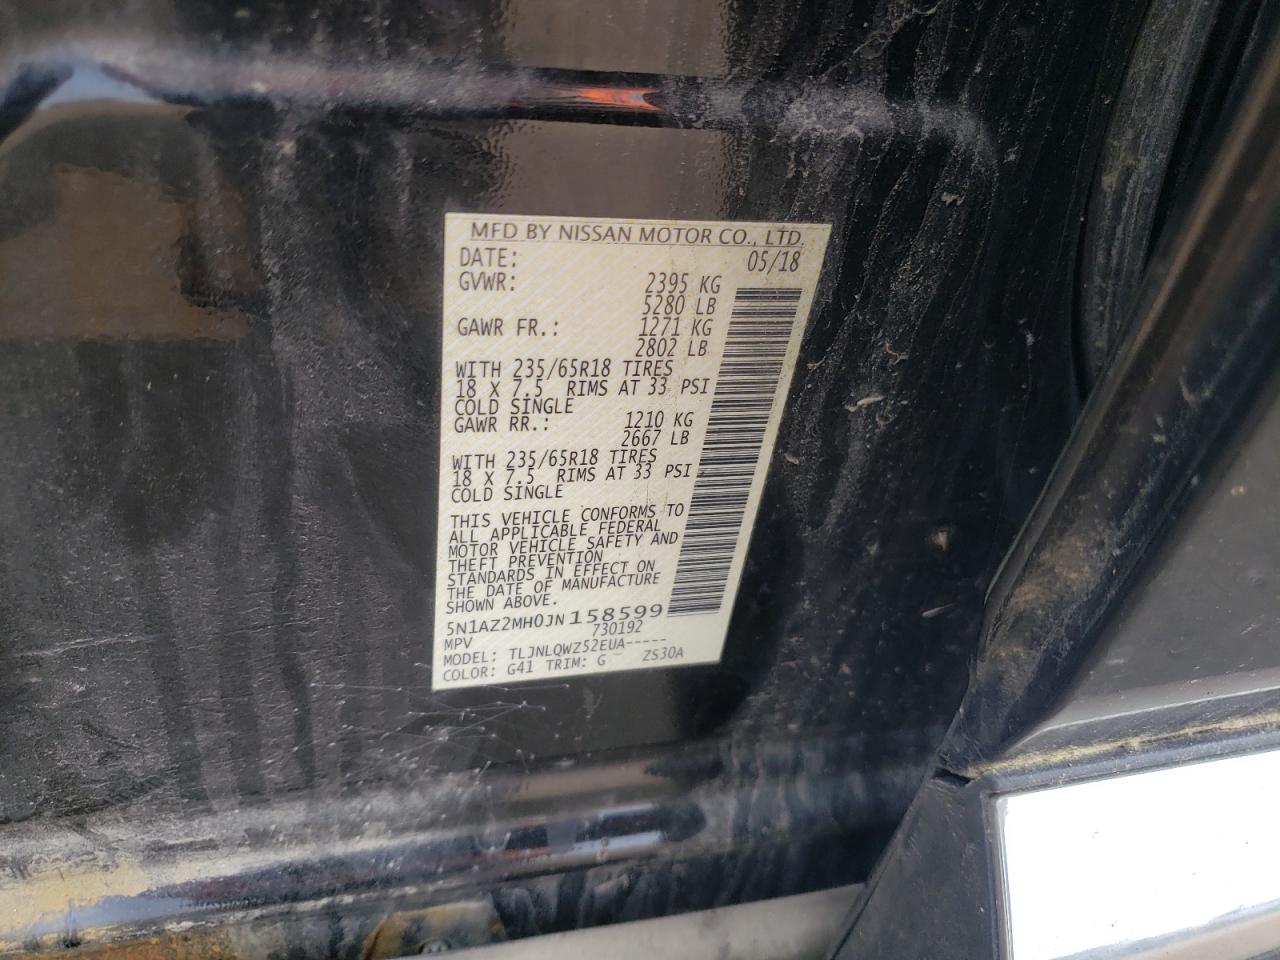 MFD BY NISSAN MOTOR CO., LTD.
DATE: 05/18
GVWR: 2395 KG
5280 LB
GAWR FR.: 1271 KG
2802 LB
WITH 235/65R18 TIRES
18 X 7.5 RIMS AT 33 PSI
COLD SINGLE
GAWR RR.: 1210 KG
2667 LB
WITH 235/65R18 TIRES
18 X 7.5 RIMS AT 33 PSI
COLD SINGLE
THIS VEHICLE CONFORMS TO
ALL APPLICABLE FEDERAL
MOTOR VEHICLE SAFETY AND
THEFT PREVENTION
STANDARDS IN EFFECT ON
THE DATE OF MANUFACTURE
SHOWN ABOVE.
5N1AZ2MH0JN158599
MPV 730192
MODEL: TLJNLQWZ52EUA-----
COLOR: G41 TRIM: G ZS30A